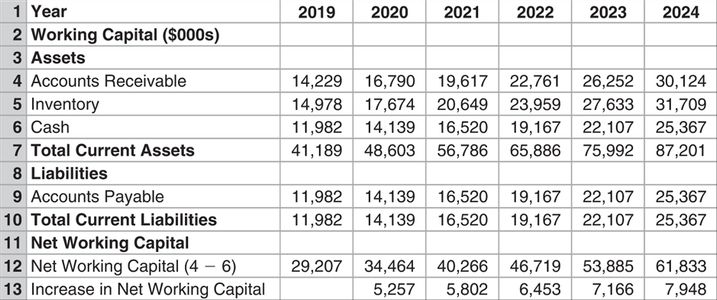 1 Year 2019 2020 2021 2022 2023 2024
2 Working Capital ($000s)
3 Assets
4 Accounts Receivable 14,229 16,790 19,617 22,761 26,252 30,124
5 Inventory 14,978 17,674 20,649 23,959 27,633 31,709
6 Cash 11,982 14,139 16,520 19,167 22,107 25,367
7 Total Current Assets 41,189 48,603 56,786 65,886 75,992 87,201
8 Liabilities
9 Accounts Payable 11,982 14,139 16,520 19,167 22,107 25,367
10 Total Current Liabilities 11,982 14,139 16,520 19,167 22,107 25,367
11 Net Working Capital
12 Net Working Capital (4 − 6) 29,207 34,464 40,266 46,719 53,885 61,833
13 Increase in Net Working Capital 5,257 5,802 6,453 7,166 7,948